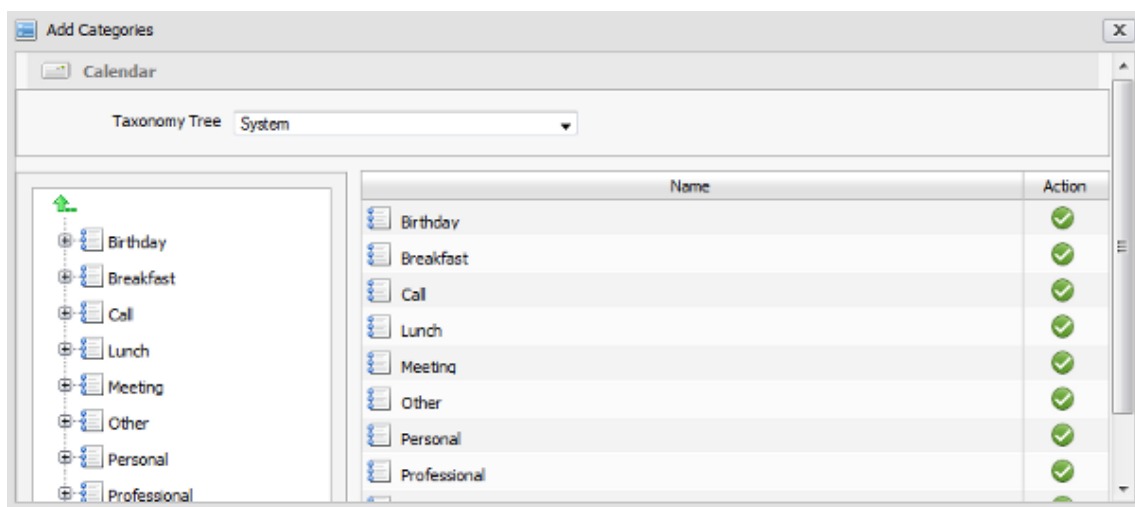 Add Categories
Calendar
Taxonomy Tree System
Name Action
Birthday
Breakfast
Call
Lunch
Meeting
Other
Personal
Professional
Birthday
Breakfast
Call
Lunch
Meeting
Other
Personal
Professional